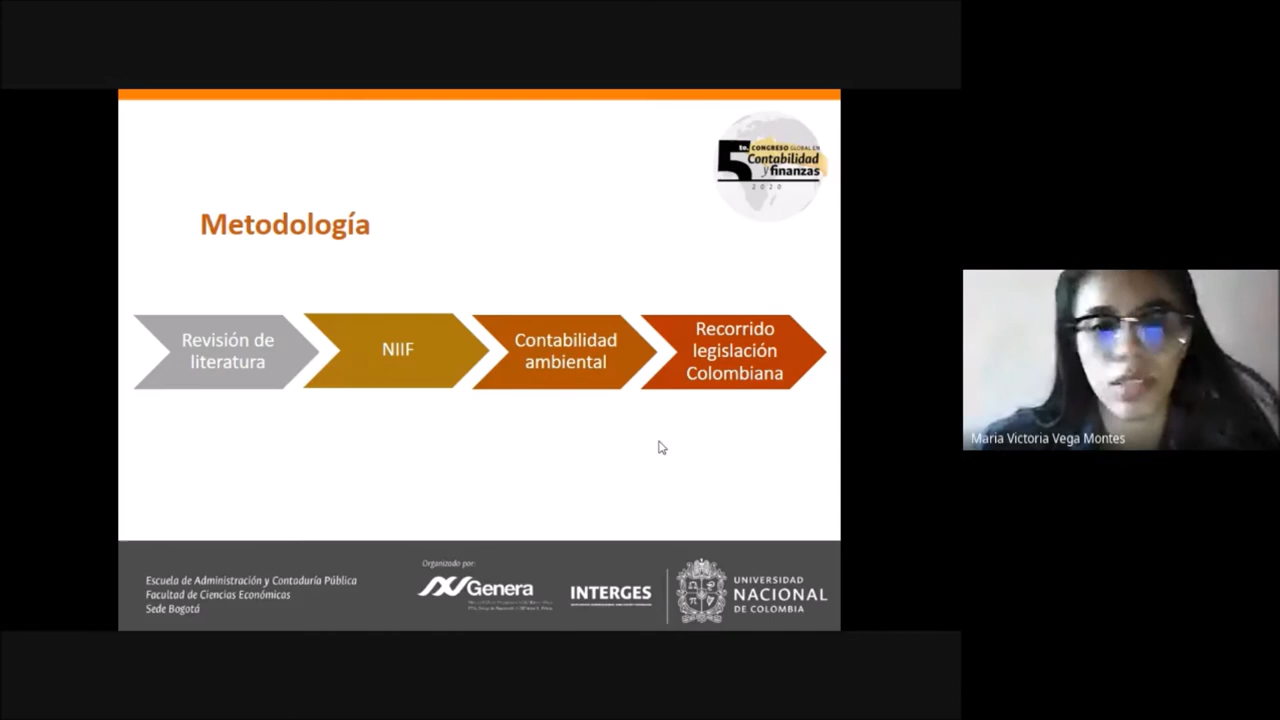 5to. CONGRESO GLOBAL EN
Contabilidad
y finanzas
2020
Metodología
Revisión de
literatura
NIIF
Contabilidad
ambiental
Recorrido
legislación
Colombiana
Maria Victoria Vega Montes
Escuela de Administración y Contaduría Pública
Facultad de Ciencias Económicas
Sede Bogotá
Organizado por:
Genera
INTERGES
UNIVERSIDAD
NACIONAL
DE COLOMBIA